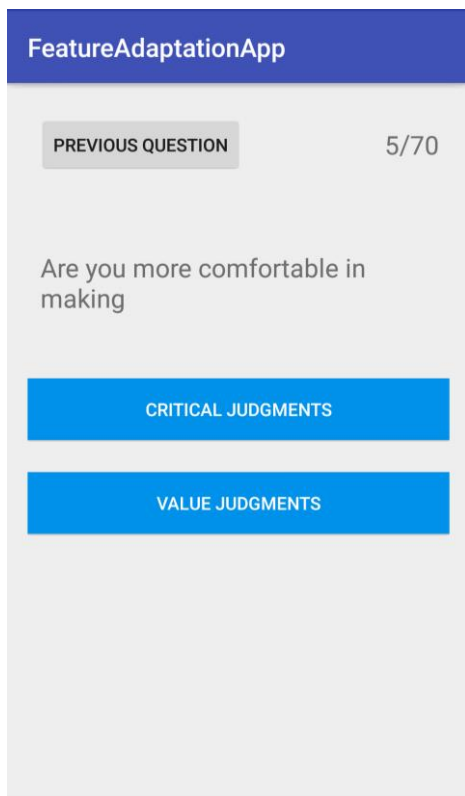 FeatureAdaptationApp
PREVIOUS QUESTION
5/70
Are you more comfortable in
making
CRITICAL JUDGMENTS
VALUE JUDGMENTS